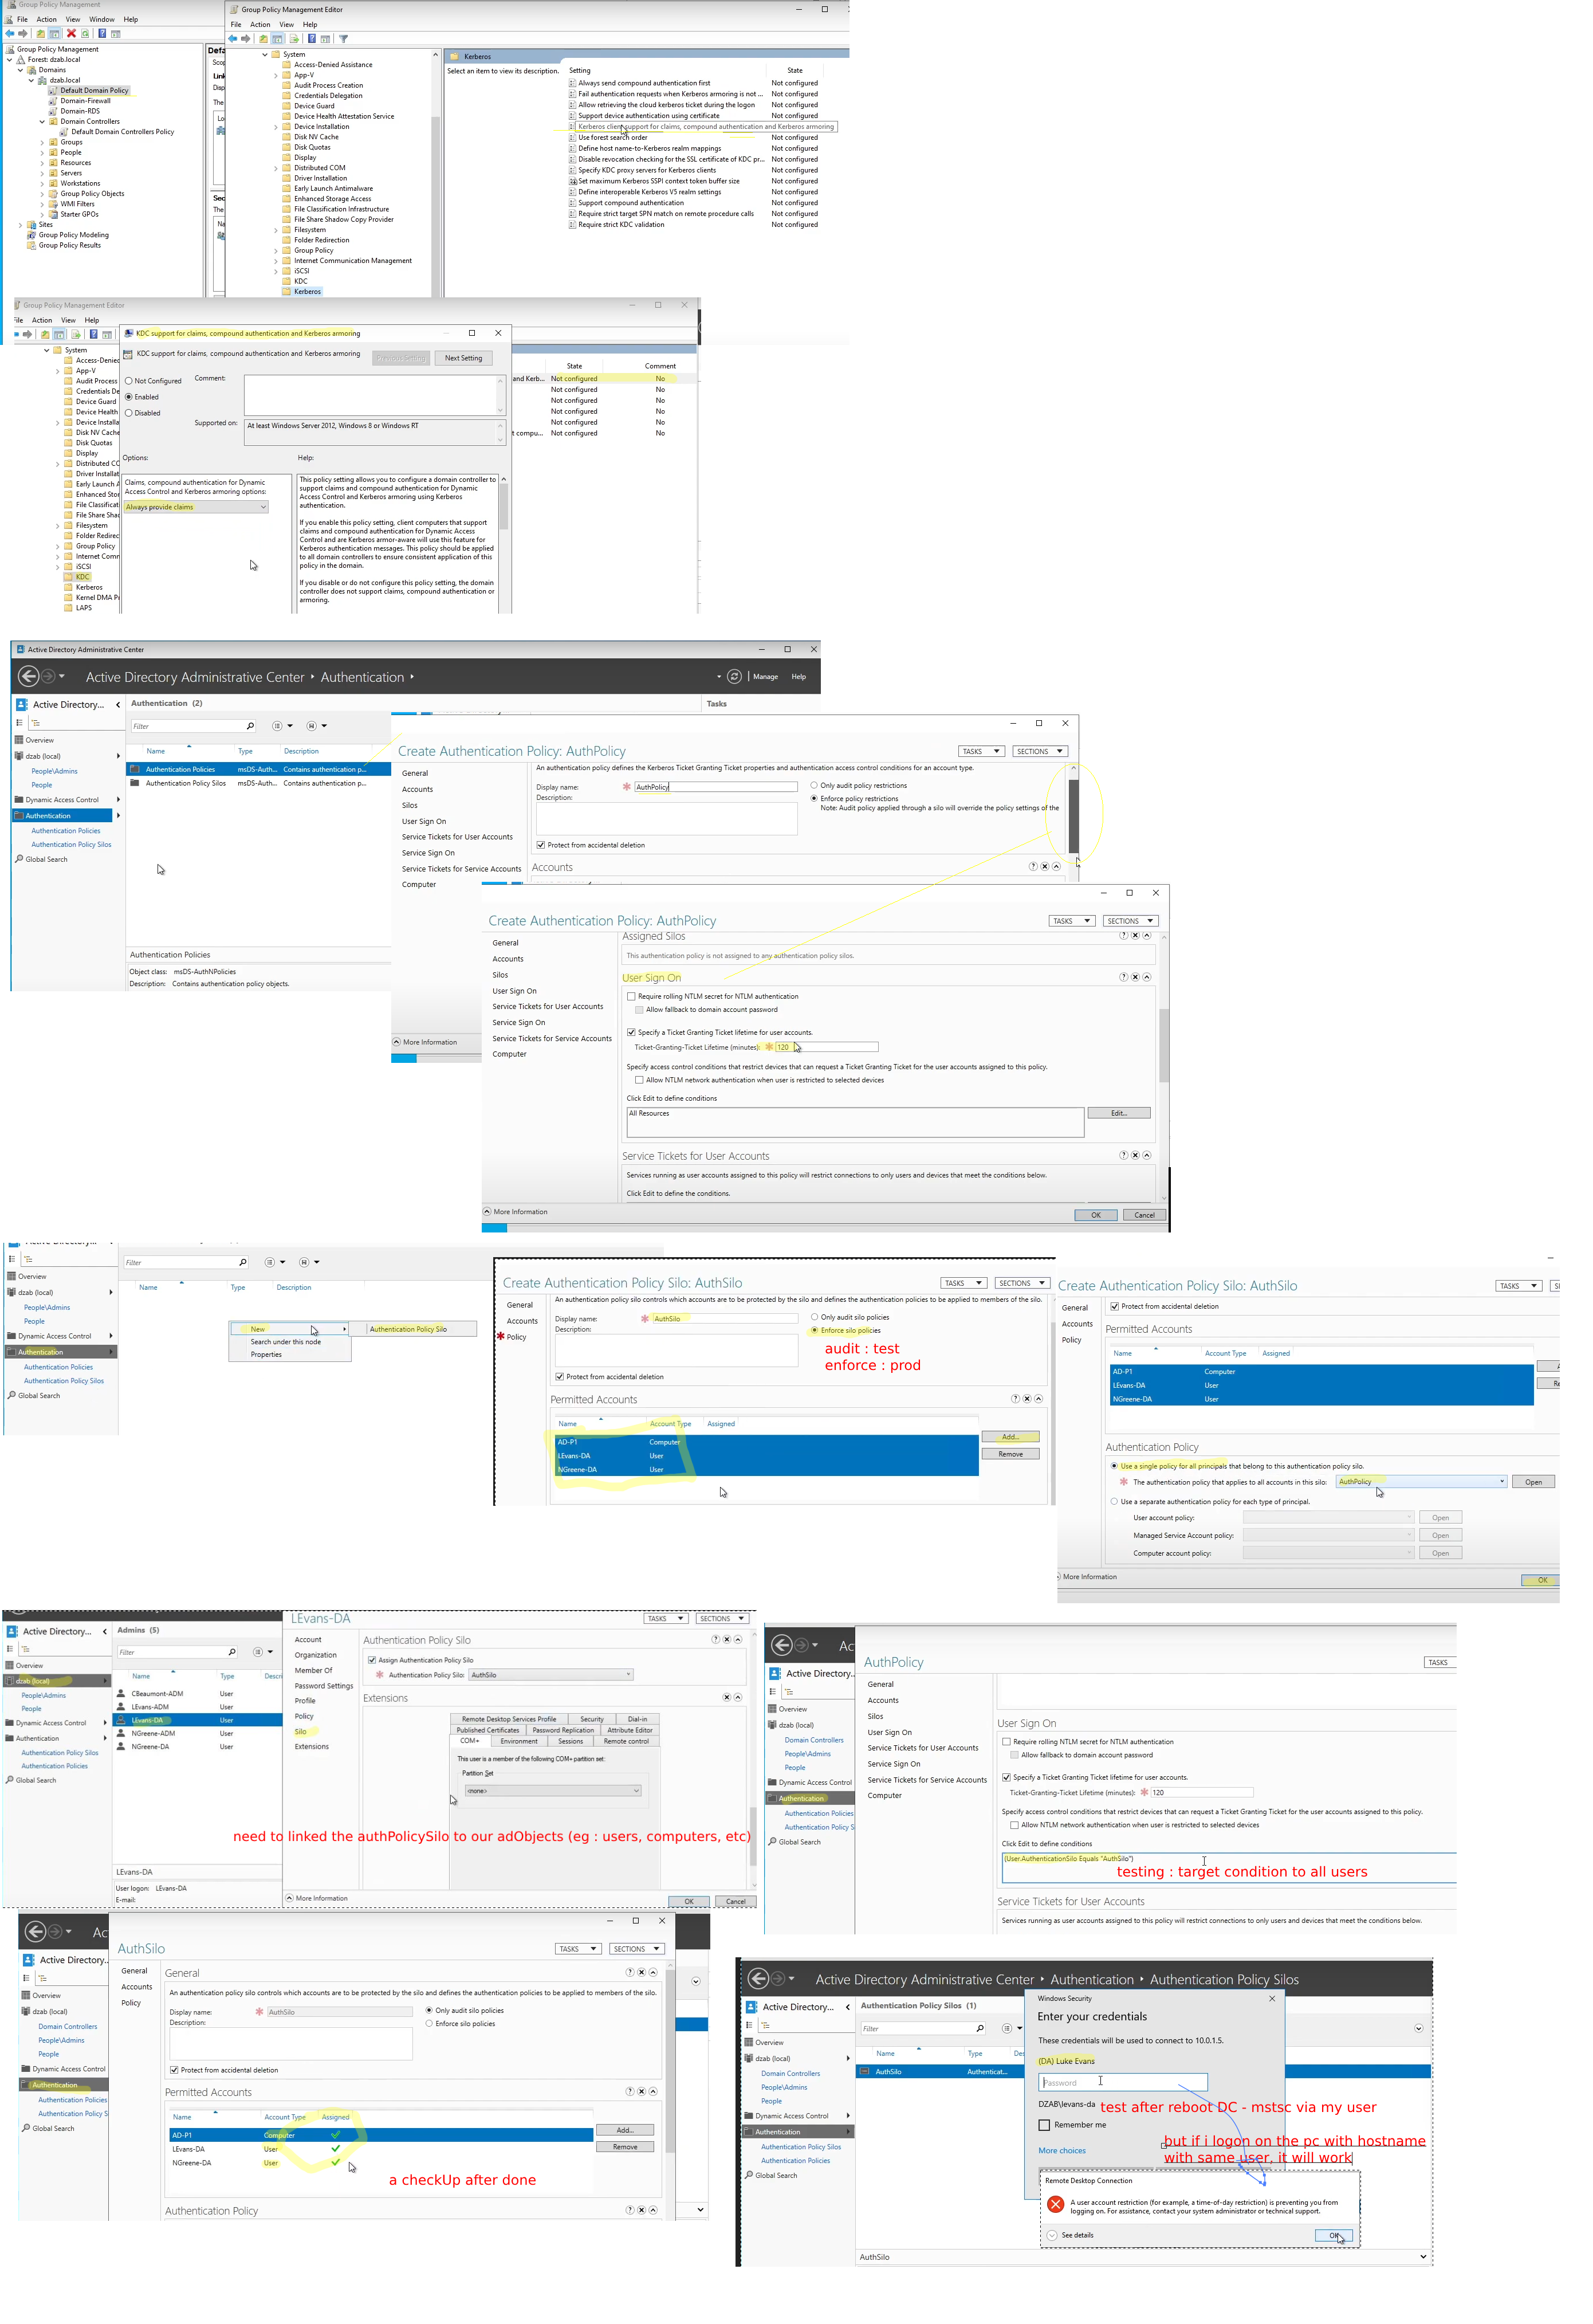 Group Policy Management
File Action View Window Help
Group Policy Management
Forest: dzab.local
Domains
dzab.local
Default Domain Policy
Domain-Firewall
Domain-RDS
Domain Controllers
Default Domain Controllers Policy
Groups
People
Resources
Servers
Workstations
Group Policy Objects
WMI Filters
Starter GPOs
Sites
Group Policy Modeling
Group Policy Results
Group Policy Management Editor
File Action View Help
System
Access-Denied Assistance
App-V
Audit Process Creation
Credentials Delegation
Device Guard
Device Health Attestation Service
Device Installation
Disk NV Cache
Disk Quotas
Display
Distributed COM
Driver Installation
Early Launch Antimalware
Enhanced Storage Access
File Classification Infrastructure
File Share Shadow Copy Provider
Filesystem
Folder Redirection
Group Policy
Internet Communication Management
iSCSI
KDC
Kerberos
Kerberos
Select an item to view its description.
Setting State
Always send compound authentication first Not configured
Fail authentication requests when Kerberos armoring is not ... Not configured
Allow retrieving the cloud kerberos ticket during the logon Not configured
Support device authentication using certificate Not configured
Kerberos client support for claims, compound authentication and Kerberos armoring
Use forest search order Not configured
Define host name-to-Kerberos realm mappings Not configured
Disable revocation checking for the SSL certificate of KDC pr... Not configured
Specify KDC proxy servers for Kerberos clients Not configured
Set maximum Kerberos SSPI context token buffer size Not configured
Define interoperable Kerberos V5 realm settings Not configured
Support compound authentication Not configured
Require strict target SPN match on remote procedure calls Not configured
Require strict KDC validation Not configured
Group Policy Management Editor
Action View Help
System
Access-Denied
App-V
Audit Process
Credentials De
Device Guard
Device Health
Device Installa
Disk NV Cache
Disk Quotas
Display
Distributed CO
Driver Installat
Early Launch A
Enhanced Stor
File Classificati
File Share Shad
Filesystem
Folder Redirec
Group Policy
Internet Comm
iSCSI
KDC
Kerberos
Kernel DMA Pr
LAPS
KDC support for claims, compound authentication and Kerberos armoring
KDC support for claims, compound authentication and Kerberos armoring
Previous Setting Next Setting
Not Configured
Enabled
Disabled
Comment:
Supported on: At least Windows Server 2012, Windows 8 or Windows RT
Options: Help:
Claims, compound authentication for Dynamic
Access Control and Kerberos armoring options:
Always provide claims
This policy setting allows you to configure a domain controller to
support claims and compound authentication for Dynamic
Access Control and Kerberos armoring using Kerberos
authentication.
If you enable this policy setting, client computers that support
claims and compound authentication for Dynamic Access
Control and are Kerberos armor-aware will use this feature for
Kerberos authentication messages. This policy should be applied
to all domain controllers to ensure consistent application of this
policy in the domain.
If you disable or do not configure this policy setting, the domain
controller does not support claims, compound authentication or
armoring.
State Comment
and Kerb... Not configured No
Not configured No
Not configured No
Not configured No
Not configured No
t compu... Not configured No
Active Directory Administrative Center
Active Directory Administrative Center • Authentication •
Manage Help
Active Directory...
Overview
dzab (local)
People\Admins
People
Dynamic Access Control
Authentication
Authentication Policies
Authentication Policy Silos
Global Search
Authentication (2)
Filter
Name Type Description
Authentication Policies msDS-Auth... Contains authentication p...
Authentication Policy Silos msDS-Auth... Contains authentication p...
Tasks
Authentication Policies
Object class: msDS-AuthNPolicies
Description: Contains authentication policy objects.
Create Authentication Policy: AuthPolicy
TASKS SECTIONS
General
Accounts
Silos
User Sign On
Service Tickets for User Accounts
Service Sign On
Service Tickets for Service Accounts
Computer
An authentication policy defines the Kerberos Ticket Granting Ticket properties and authentication access control conditions for an account type.
Display name: AuthPolicy
Description:
Only audit policy restrictions
Enforce policy restrictions
Note: Audit policy applied through a silo will override the policy settings of the
Protect from accidental deletion
Accounts
More Information
Create Authentication Policy: AuthPolicy
TASKS SECTIONS
General
Accounts
Silos
User Sign On
Service Tickets for User Accounts
Service Sign On
Service Tickets for Service Accounts
Computer
Assigned Silos
This authentication policy is not assigned to any authentication policy silos.
User Sign On
Require rolling NTLM secret for NTLM authentication
Allow fallback to domain account password
Specify a Ticket Granting Ticket lifetime for user accounts.
Ticket-Granting-Ticket Lifetime (minutes): 120
Specify access control conditions that restrict devices that can request a Ticket Granting Ticket for the user accounts assigned to this policy.
Allow NTLM network authentication when user is restricted to selected devices
Click Edit to define conditions
All Resources
Edit...
Service Tickets for User Accounts
Services running as user accounts assigned to this policy will restrict connections to only users and devices that meet the conditions below.
Click Edit to define the conditions.
More Information
OK Cancel
Overview
dzab (local)
People\Admins
People
Dynamic Access Control
Authentication
Authentication Policies
Authentication Policy Silos
Global Search
Filter
Name Type Description
New
Authentication Policy Silo
Search under this node
Properties
Create Authentication Policy Silo: AuthSilo
TASKS SECTIONS
General
Accounts
Policy
An authentication policy silo controls which accounts are to be protected by the silo and defines the authentication policies to be applied to members of the silo.
Display name: AuthSilo
Description:
Only audit silo policies
Enforce silo policies
audit : test
enforce : prod
Protect from accidental deletion
Permitted Accounts
Name Account Type Assigned
AD-P1 Computer
LEvans-DA User
NGreene-DA User
Add...
Remove
Create Authentication Policy Silo: AuthSilo
TASKS
General
Accounts
Policy
Protect from accidental deletion
Permitted Accounts
Name Account Type Assigned
AD-P1 Computer
LEvans-DA User
NGreene-DA User
Authentication Policy
Use a single policy for all principals that belong to this authentication policy silo.
The authentication policy that applies to all accounts in this silo: AuthPolicy Open
Use a separate authentication policy for each type of principal.
User account policy: Open
Managed Service Account policy: Open
Computer account policy: Open
More Information
OK
Active Directory...
Overview
dzab (local)
People\Admins
People
Dynamic Access Control
Authentication
Authentication Policy Silos
Authentication Policies
Global Search
Admins (5)
Filter
Name Type Descri
CBeaumont-ADM User
LEvans-ADM User
LEvans-DA User
NGreene-ADM User
NGreene-DA User
LEvans-DA
User logon: LEvans-DA
E-mail:
LEvans-DA
TASKS SECTIONS
Account
Organization
Member Of
Password Settings
Profile
Policy
Silo
Extensions
Authentication Policy Silo
Assign Authentication Policy Silo
Authentication Policy Silo: AuthSilo
Extensions
Remote Desktop Services Profile Security Dial-in
Published Certificates Password Replication Attribute Editor
COM+ Environment Sessions Remote control
This user is a member of the following COM+ partition set:
Partition Set
<none>
need to linked the authPolicySilo to our adObjects (eg : users, computers, etc)
More Information
OK Cancel
Ac
Active Directory...
Overview
dzab (local)
Domain Controllers
People\Admins
People
Dynamic Access Control
Authentication
Authentication Policies
Authentication Policy S
Global Search
AuthPolicy
TASKS
General
Accounts
Silos
User Sign On
Service Tickets for User Accounts
Service Sign On
Service Tickets for Service Accounts
Computer
User Sign On
Require rolling NTLM secret for NTLM authentication
Allow fallback to domain account password
Specify a Ticket Granting Ticket lifetime for user accounts.
Ticket-Granting-Ticket Lifetime (minutes): 120
Specify access control conditions that restrict devices that can request a Ticket Granting Ticket for the user accounts assigned to this policy.
Allow NTLM network authentication when user is restricted to selected devices
Click Edit to define conditions
(User.AuthenticationSilo Equals "AuthSilo")
testing : target condition to all users
Service Tickets for User Accounts
Services running as user accounts assigned to this policy will restrict connections to only users and devices that meet the conditions below.
Ac
Active Directory..
Overview
dzab (local)
Domain Controllers
People\Admins
People
Dynamic Access Control
Authentication
Authentication Policies
Authentication Policy S
Global Search
AuthSilo
TASKS SECTIONS
General
Accounts
Policy
General
An authentication policy silo controls which accounts are to be protected by the silo and defines the authentication policies to be applied to members of the silo.
Display name: AuthSilo
Description:
Only audit silo policies
Enforce silo policies
Protect from accidental deletion
Permitted Accounts
Name Account Type Assigned
AD-P1 Computer
LEvans-DA User
NGreene-DA User
Add...
Remove
a checkUp after done
Authentication Policy
Active Directory Administrative Center • Authentication • Authentication Policy Silos
Active Directory...
Overview
dzab (local)
Domain Controllers
People\Admins
People
Dynamic Access Control
Authentication
Authentication Policy Silos
Authentication Policies
Global Search
Authentication Policy Silos (1)
Filter
Name Type Des
AuthSilo Authenticat...
AuthSilo
Windows Security
Enter your credentials
These credentials will be used to connect to 10.0.1.5.
(DA) Luke Evans
Password
DZAB\levans-da
test after reboot DC - mstsc via my user
Remember me
More choices
but if i logon on the pc with hostname
with same user, it will work
Remote Desktop Connection
A user account restriction (for example, a time-of-day restriction) is preventing you from
logging on. For assistance, contact your system administrator or technical support.
See details
OK